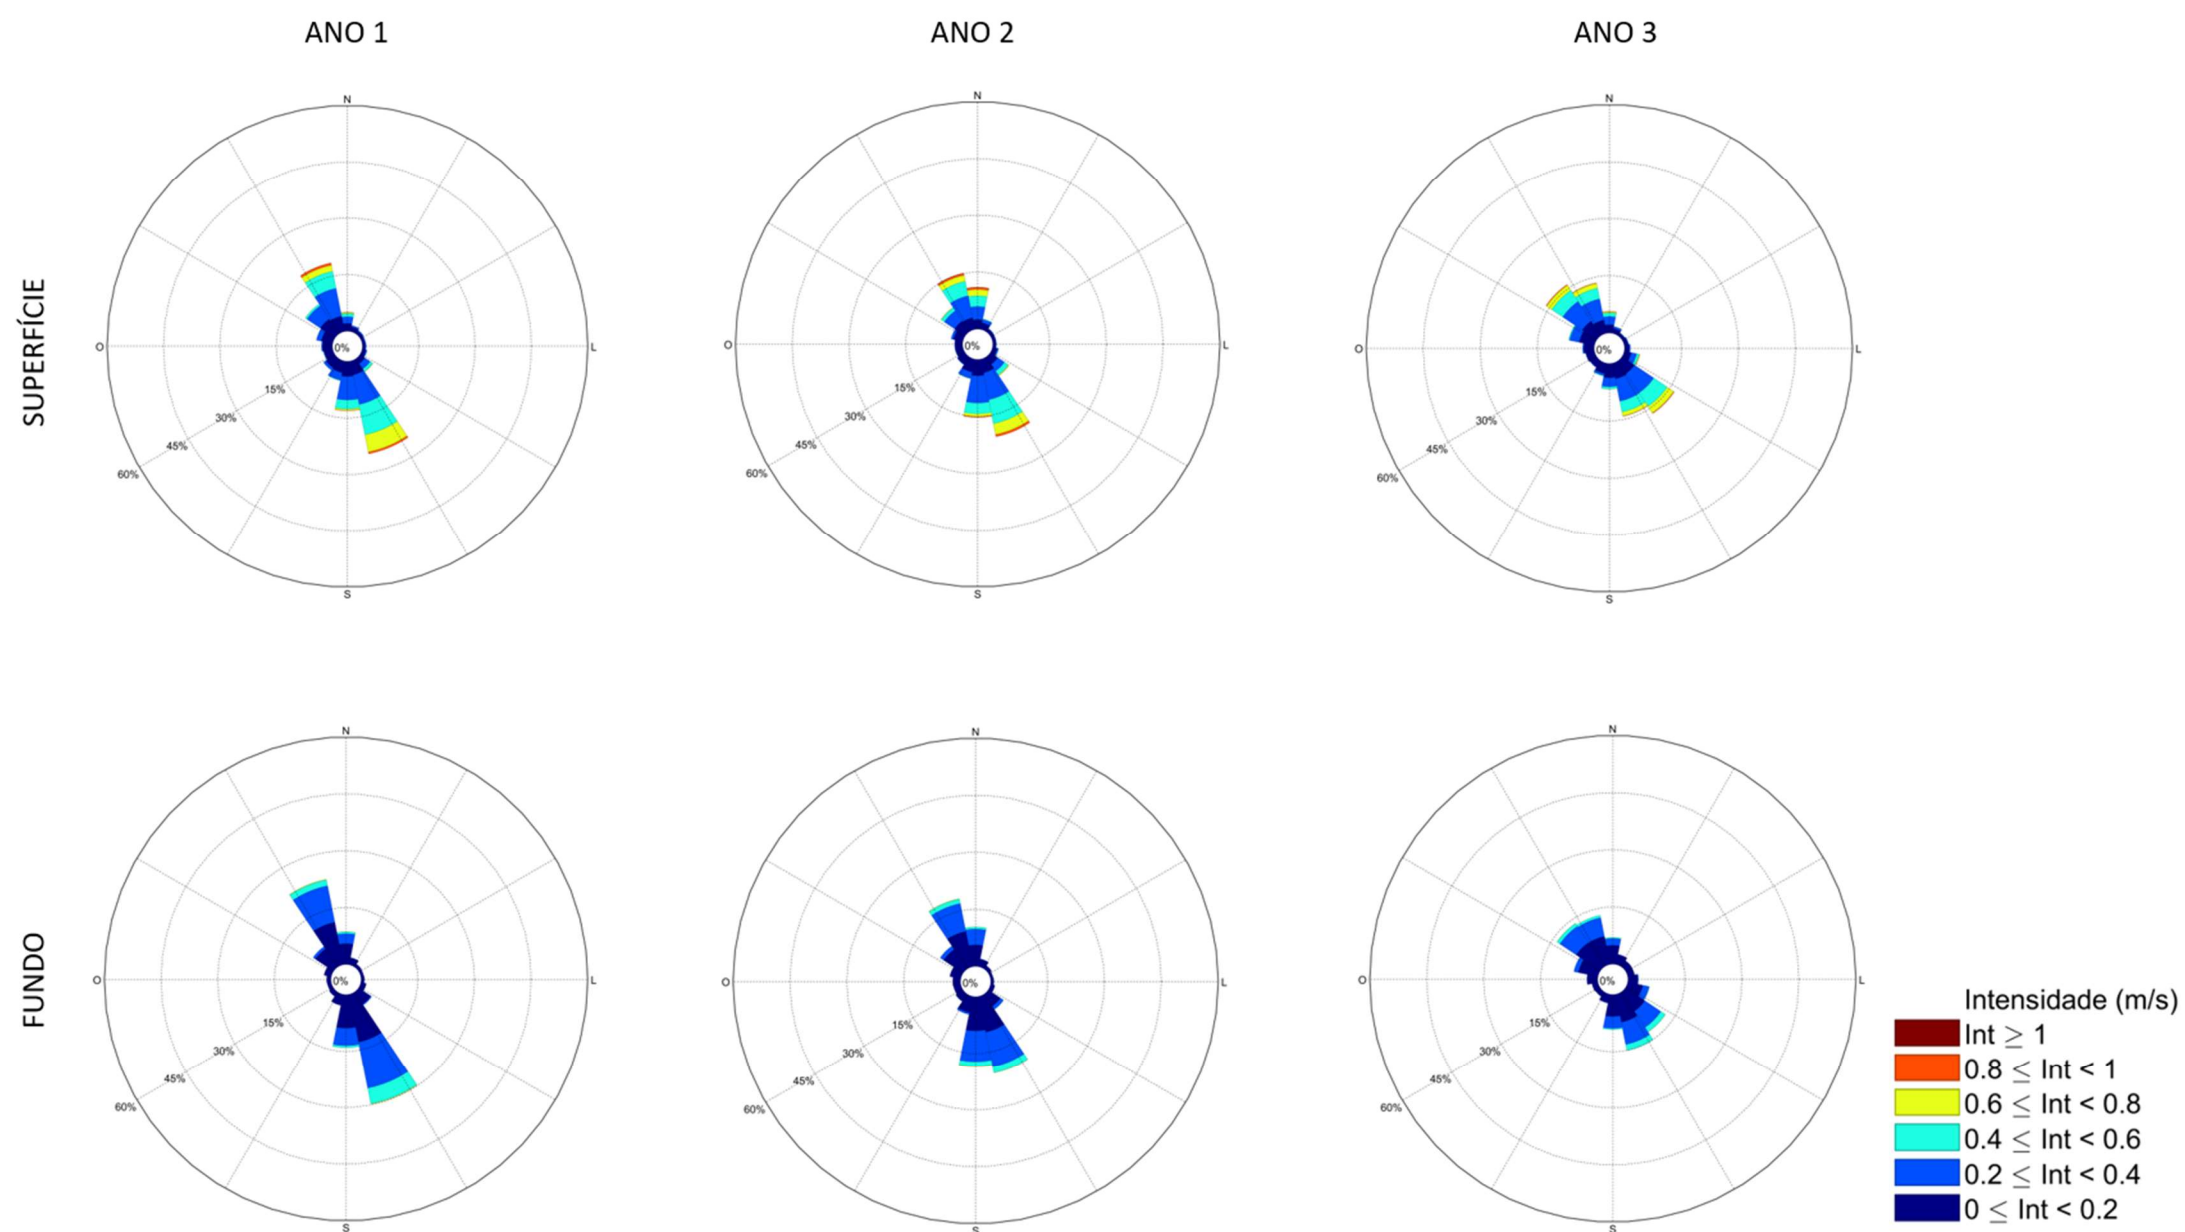 ANO 1
ANO 2
ANO 3
SUPERFÍCIE
N
O
L
S
0%
15%
30%
45%
60%
N
O
L
S
0%
15%
30%
45%
60%
N
O
L
S
0%
15%
30%
45%
60%
FUNDO
N
O
L
S
0%
15%
30%
45%
60%
N
O
L
S
0%
15%
30%
45%
60%
N
O
L
S
0%
15%
30%
45%
60%
Intensidade (m/s)
Int ≥ 1
0.8 ≤ Int < 1
0.6 ≤ Int < 0.8
0.4 ≤ Int < 0.6
0.2 ≤ Int < 0.4
0 ≤ Int < 0.2